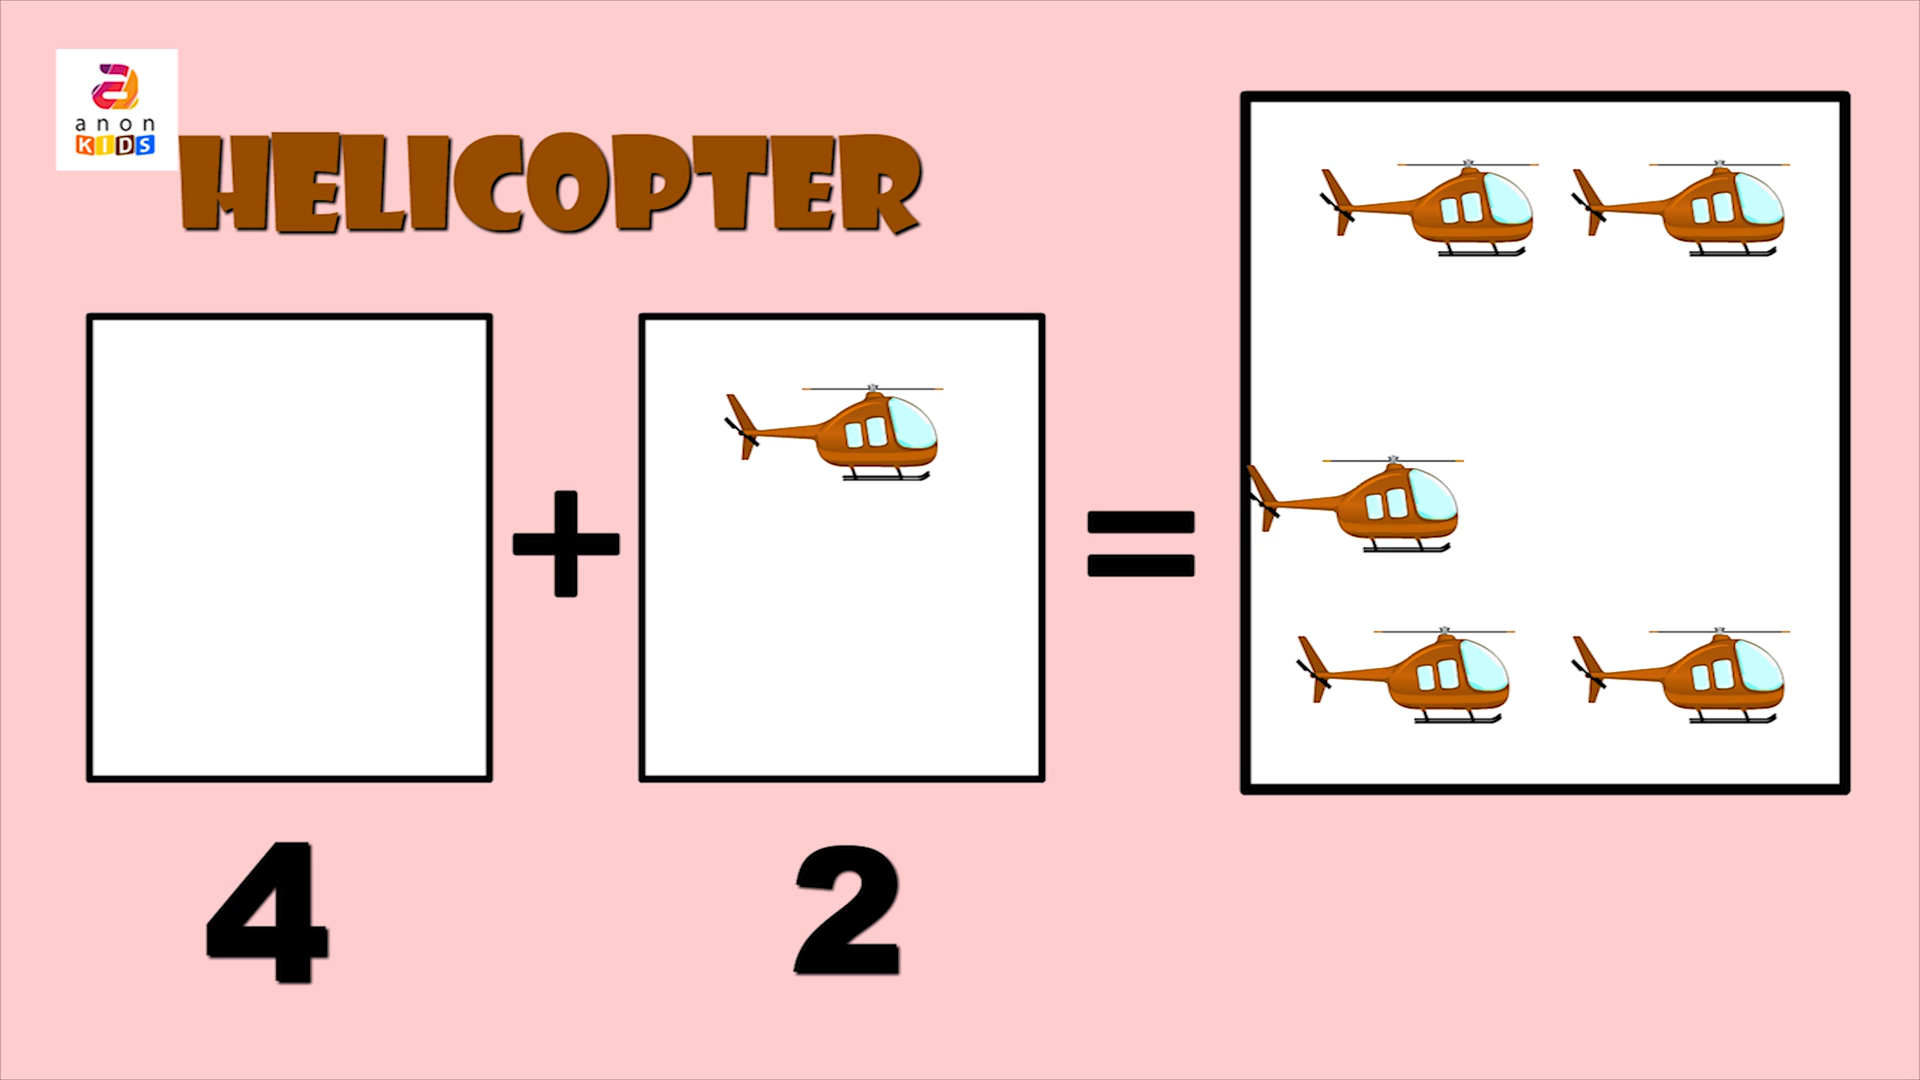 anon
KIDS
HELICOPTER
+
=
4
2